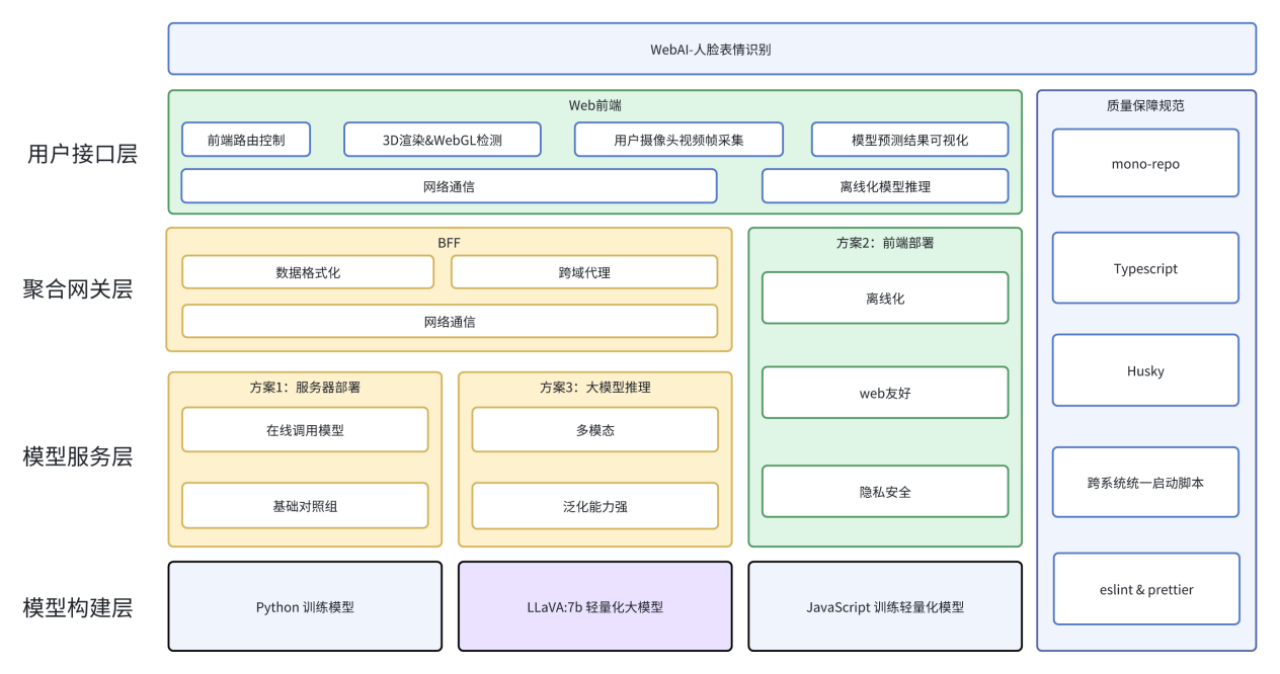 WebAI-人脸表情识别
用户接口层
Web前端
前端路由控制
3D渲染&WebGL检测
用户摄像头视频帧采集
模型预测结果可视化
网络通信
离线化模型推理
聚合网关层
BFF
数据格式化
跨域代理
网络通信
模型服务层
方案1：服务器部署
在线调用模型
基础对照组
方案3：大模型推理
多模态
泛化能力强
方案2：前端部署
离线化
web友好
隐私安全
模型构建层
Python 训练模型
LLaVA:7b 轻量化大模型
JavaScript 训练轻量化模型
质量保障规范
mono-repo
Typescript
Husky
跨系统统一启动脚本
eslint & prettier